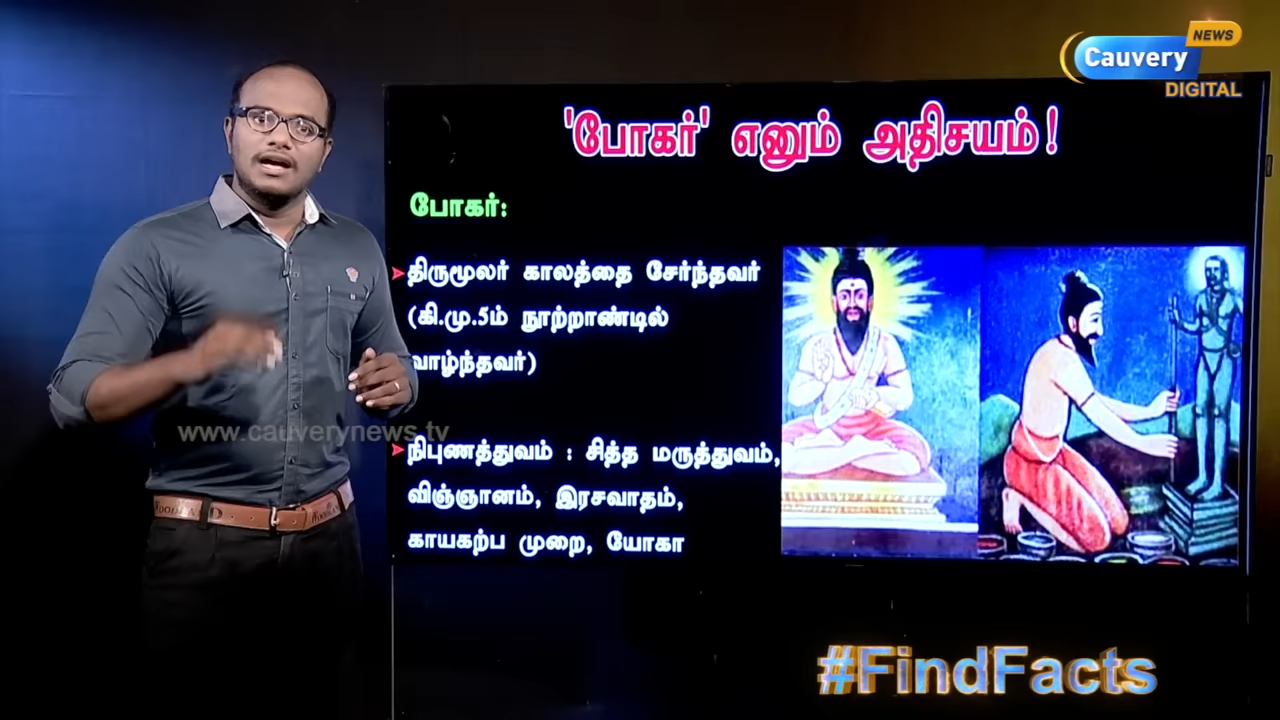 Cauvery NEWS
DIGITAL
'போகர்' எனும் அதிசயம்!
போகர்:
திருமூலர் காலத்தை சேர்ந்தவர்
(கி.மு.5ம் நூற்றாண்டில்
வாழ்ந்தவர்)
www.cauverynews.tv
நிபுணத்துவம் : சித்த மருத்துவம்,
விஞ்ஞானம், இரசவாதம்,
காயகற்ப முறை, யோகா
#FindFacts